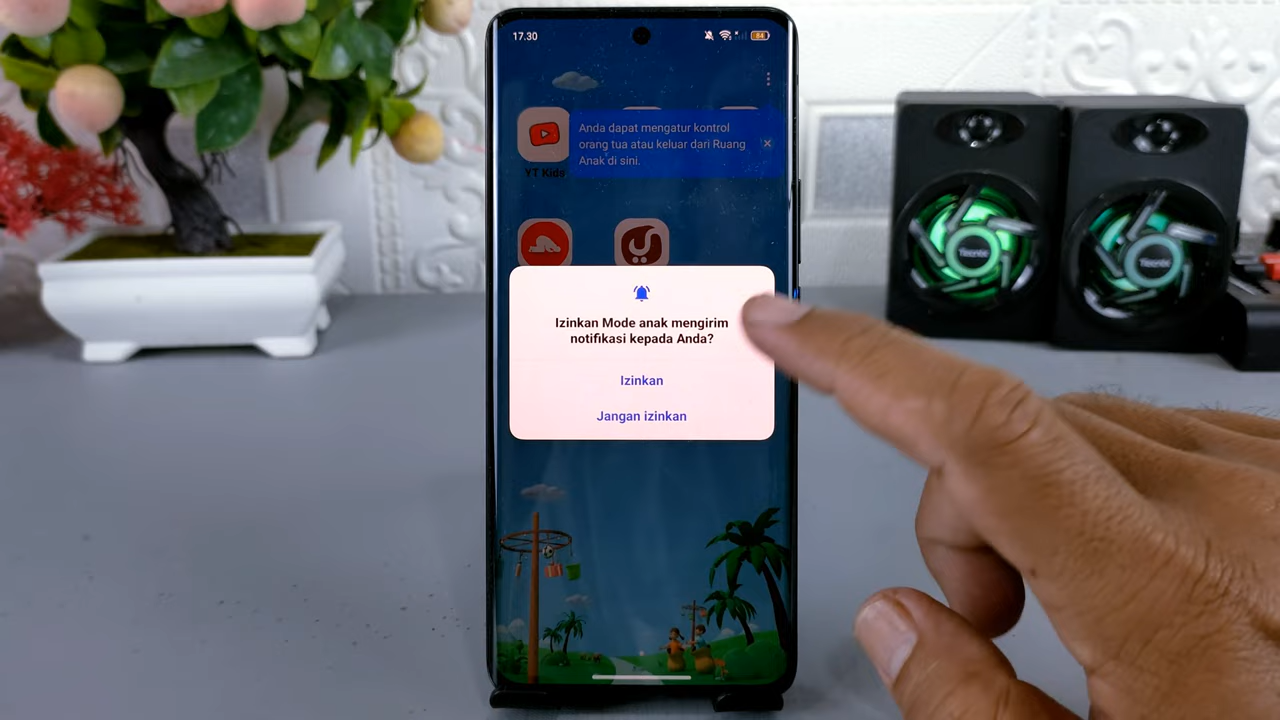 17.30
84
Anda dapat mengatur kontrol
orang tua atau keluar dari Ruang
Anak di sini.
YT Kids
Izinkan Mode anak mengirim
notifikasi kepada Anda?
Izinkan
Jangan izinkan